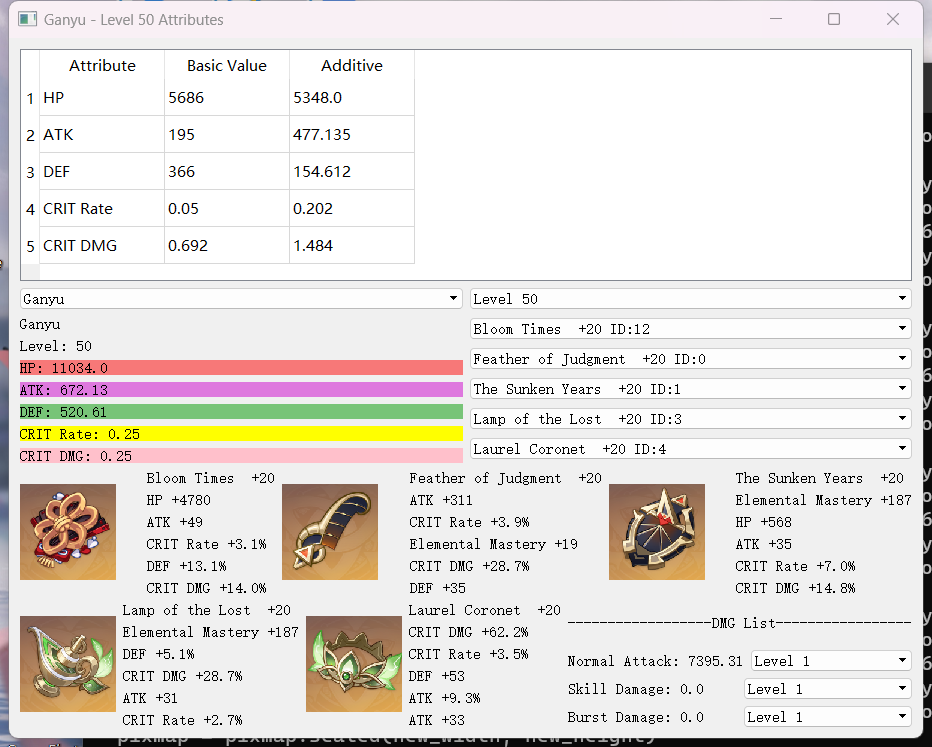 Ganyu - Level 50 Attributes
Attribute Basic Value Additive
1 HP 5686 5348.0
2 ATK 195 477.135
3 DEF 366 154.612
4 CRIT Rate 0.05 0.202
5 CRIT DMG 0.692 1.484
Ganyu
Level 50
Ganyu
Level: 50
HP: 11034.0
ATK: 672.13
DEF: 520.61
CRIT Rate: 0.25
CRIT DMG: 0.25
Bloom Times +20 ID:12
Feather of Judgment +20 ID:0
The Sunken Years +20 ID:1
Lamp of the Lost +20 ID:3
Laurel Coronet +20 ID:4
Bloom Times +20
HP +4780
ATK +49
CRIT Rate +3.1%
DEF +13.1%
CRIT DMG +14.0%
Feather of Judgment +20
ATK +311
CRIT Rate +3.9%
Elemental Mastery +19
CRIT DMG +28.7%
DEF +35
The Sunken Years +20
Elemental Mastery +187
HP +568
ATK +35
CRIT Rate +7.0%
CRIT DMG +14.8%
Lamp of the Lost +20
Elemental Mastery +187
DEF +5.1%
CRIT DMG +28.7%
ATK +31
CRIT Rate +2.7%
Laurel Coronet +20
CRIT DMG +62.2%
CRIT Rate +3.5%
DEF +53
ATK +9.3%
ATK +33
------------------DMG List-----------------
Normal Attack: 7395.31 Level 1
Skill Damage: 0.0 Level 1
Burst Damage: 0.0 Level 1